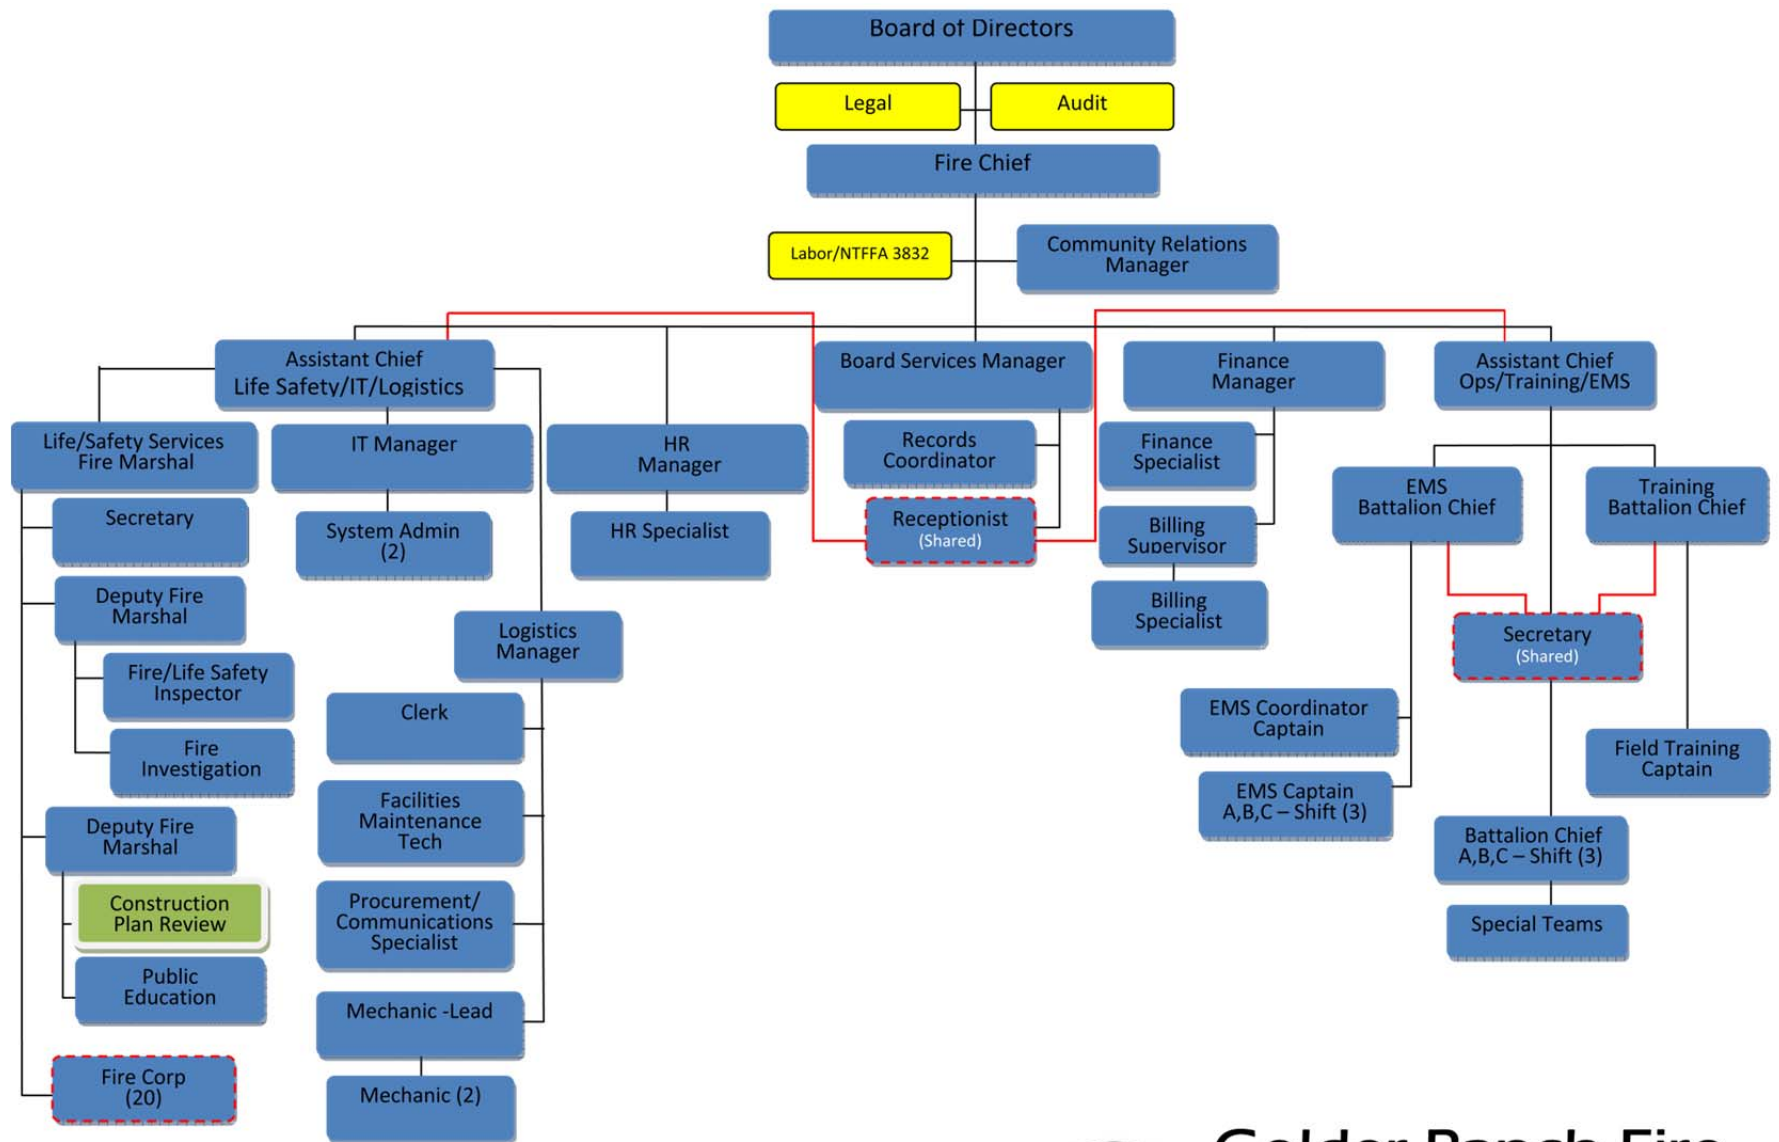 Board of Directors
Legal
Audit
Fire Chief
Labor/NTFFA 3832
Community Relations
Manager
Assistant Chief
Life Safety/IT/Logistics
Board Services Manager
Finance
Manager
Assistant Chief
Ops/Training/EMS
Life/Safety Services
Fire Marshal
IT Manager
HR
Manager
Records
Coordinator
Finance
Specialist
EMS
Battalion Chief
Training
Battalion Chief
Secretary
System Admin
(2)
HR Specialist
Receptionist
(Shared)
Billing
Supervisor
Deputy Fire
Marshal
Logistics
Manager
Billing
Specialist
Secretary
(Shared)
Fire/Life Safety
Inspector
Clerk
EMS Coordinator
Captain
Fire
Investigation
Field Training
Captain
Facilities
Maintenance
Tech
EMS Captain
A,B,C – Shift (3)
Deputy Fire
Marshal
Battalion Chief
A,B,C – Shift (3)
Construction
Plan Review
Procurement/
Communications
Specialist
Special Teams
Public
Education
Mechanic -Lead
Fire Corp
(20)
Mechanic (2)
Golder Ranch Fire